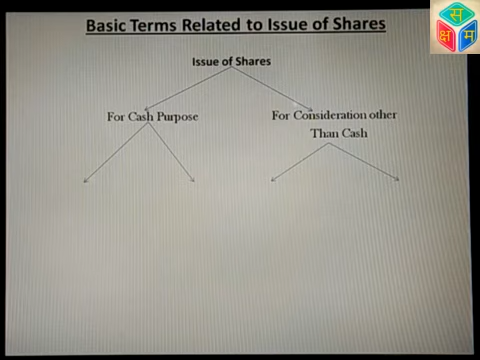 Basic Terms Related to Issue of Shares
स
क्ष म
Issue of Shares
For Cash Purpose
For Consideration other
Than Cash